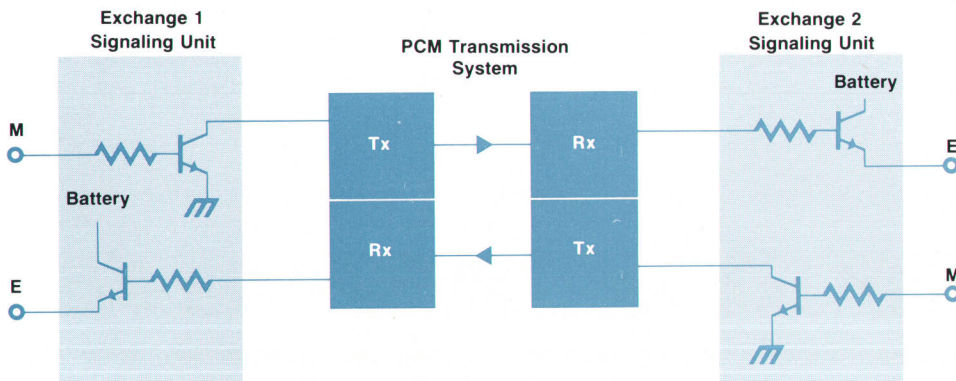 Exchange 1
Signaling Unit
PCM Transmission
System
Exchange 2
Signaling Unit
Battery
M
Tx
Rx
E
Battery
Rx
Tx
E
M